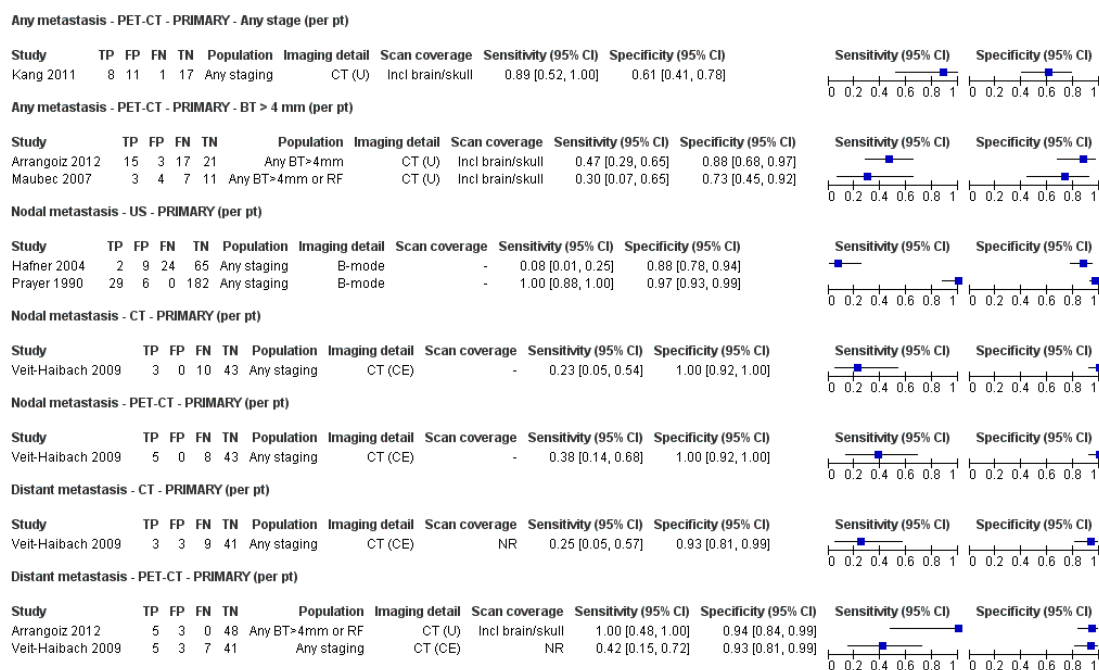 Any metastasis - PET-CT - PRIMARY - Any stage (per pt)
Study TP FP FN TN Population Imaging detail Scan coverage Sensitivity (95% CI) Specificity (95% CI) Sensitivity (95% CI) Specificity (95% CI)
Kang 2011 8 11 1 17 Any staging CT (U) Incl brain/skull 0.89 [0.52, 1.00] 0.61 [0.41, 0.78]
0 0.2 0.4 0.6 0.8 1 0 0.2 0.4 0.6 0.8 1
Any metastasis - PET-CT - PRIMARY - BT > 4 mm (per pt)
Study TP FP FN TN Population Imaging detail Scan coverage Sensitivity (95% CI) Specificity (95% CI) Sensitivity (95% CI) Specificity (95% CI)
Arrangoiz 2012 15 3 17 21 Any BT>4mm CT (U) Incl brain/skull 0.47 [0.29, 0.65] 0.88 [0.68, 0.97]
Maubec 2007 3 4 7 11 Any BT>4mm or RF CT (U) Incl brain/skull 0.30 [0.07, 0.65] 0.73 [0.45, 0.92]
0 0.2 0.4 0.6 0.8 1 0 0.2 0.4 0.6 0.8 1
Nodal metastasis - US - PRIMARY (per pt)
Study TP FP FN TN Population Imaging detail Scan coverage Sensitivity (95% CI) Specificity (95% CI) Sensitivity (95% CI) Specificity (95% CI)
Hafner 2004 2 9 24 65 Any staging B-mode - 0.08 [0.01, 0.25] 0.88 [0.78, 0.94]
Prayer 1990 29 6 0 182 Any staging B-mode - 1.00 [0.88, 1.00] 0.97 [0.93, 0.99]
0 0.2 0.4 0.6 0.8 1 0 0.2 0.4 0.6 0.8 1
Nodal metastasis - CT - PRIMARY (per pt)
Study TP FP FN TN Population Imaging detail Scan coverage Sensitivity (95% CI) Specificity (95% CI) Sensitivity (95% CI) Specificity (95% CI)
Veit-Haibach 2009 3 0 10 43 Any staging CT (CE) - 0.23 [0.05, 0.54] 1.00 [0.92, 1.00]
0 0.2 0.4 0.6 0.8 1 0 0.2 0.4 0.6 0.8 1
Nodal metastasis - PET-CT - PRIMARY (per pt)
Study TP FP FN TN Population Imaging detail Scan coverage Sensitivity (95% CI) Specificity (95% CI) Sensitivity (95% CI) Specificity (95% CI)
Veit-Haibach 2009 5 0 8 43 Any staging CT (CE) - 0.38 [0.14, 0.68] 1.00 [0.92, 1.00]
0 0.2 0.4 0.6 0.8 1 0 0.2 0.4 0.6 0.8 1
Distant metastasis - CT - PRIMARY (per pt)
Study TP FP FN TN Population Imaging detail Scan coverage Sensitivity (95% CI) Specificity (95% CI) Sensitivity (95% CI) Specificity (95% CI)
Veit-Haibach 2009 3 3 9 41 Any staging CT (CE) NR 0.25 [0.05, 0.57] 0.93 [0.81, 0.99]
0 0.2 0.4 0.6 0.8 1 0 0.2 0.4 0.6 0.8 1
Distant metastasis - PET-CT - PRIMARY (per pt)
Study TP FP FN TN Population Imaging detail Scan coverage Sensitivity (95% CI) Specificity (95% CI) Sensitivity (95% CI) Specificity (95% CI)
Arrangoiz 2012 5 3 0 48 Any BT>4mm or RF CT (U) Incl brain/skull 1.00 [0.48, 1.00] 0.94 [0.84, 0.99]
Veit-Haibach 2009 5 3 7 41 Any staging CT (CE) NR 0.42 [0.15, 0.72] 0.93 [0.81, 0.99]
0 0.2 0.4 0.6 0.8 1 0 0.2 0.4 0.6 0.8 1